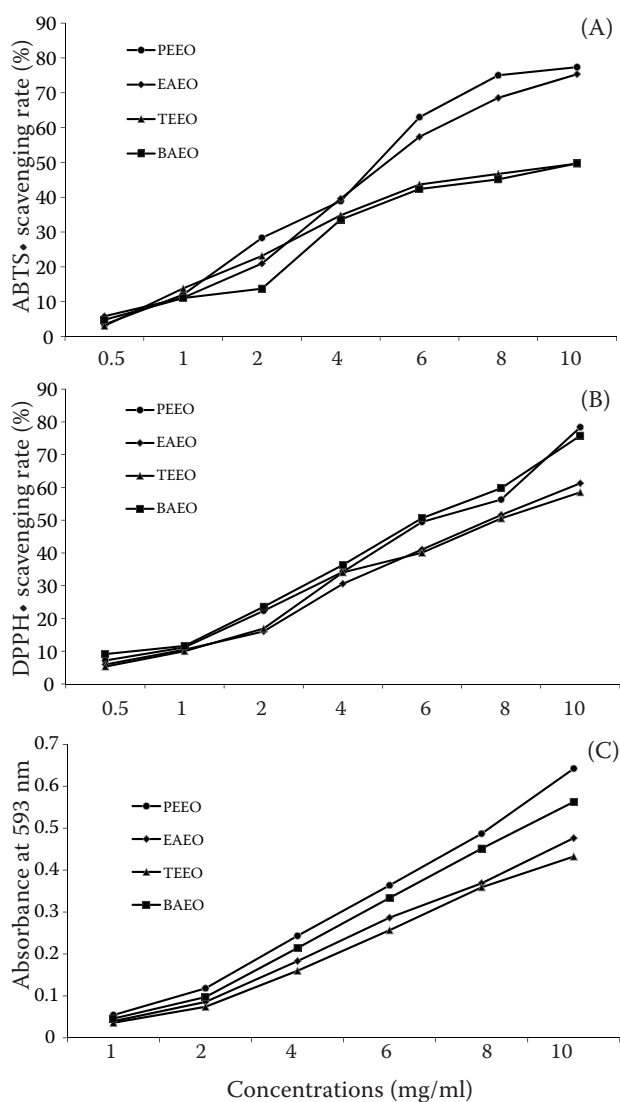 (A)
ABTS• scavenging rate (%)
90
80
70
60
50
40
30
20
10
0
PEEO
EAEO
TEEO
BAEO
0.5 1 2 4 6 8 10
(B)
DPPH• scavenging rate (%)
90
80
70
60
50
40
30
20
10
0
PEEO
EAEO
TEEO
BAEO
0.5 1 2 4 6 8 10
(C)
Absorbance at 593 nm
0.7
0.6
0.5
0.4
0.3
0.2
0.1
0
PEEO
EAEO
TEEO
BAEO
1 2 4 6 8 10
Concentrations (mg/ml)